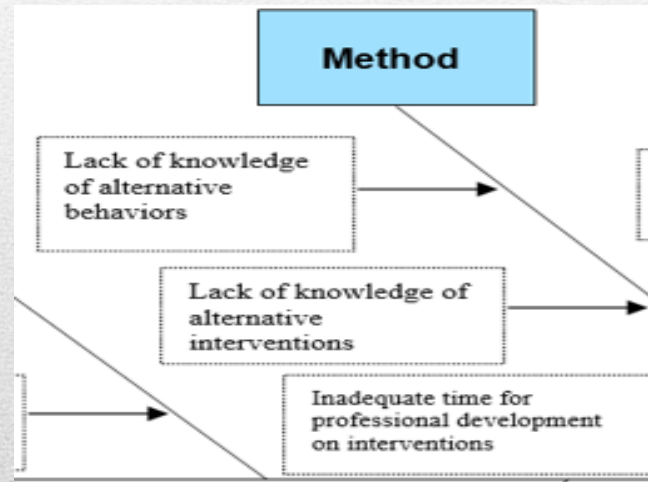 Method
Lack of knowledge
of alternative
behaviors
Lack of knowledge of
alternative
interventions
Inadequate time for
professional development
on interventions